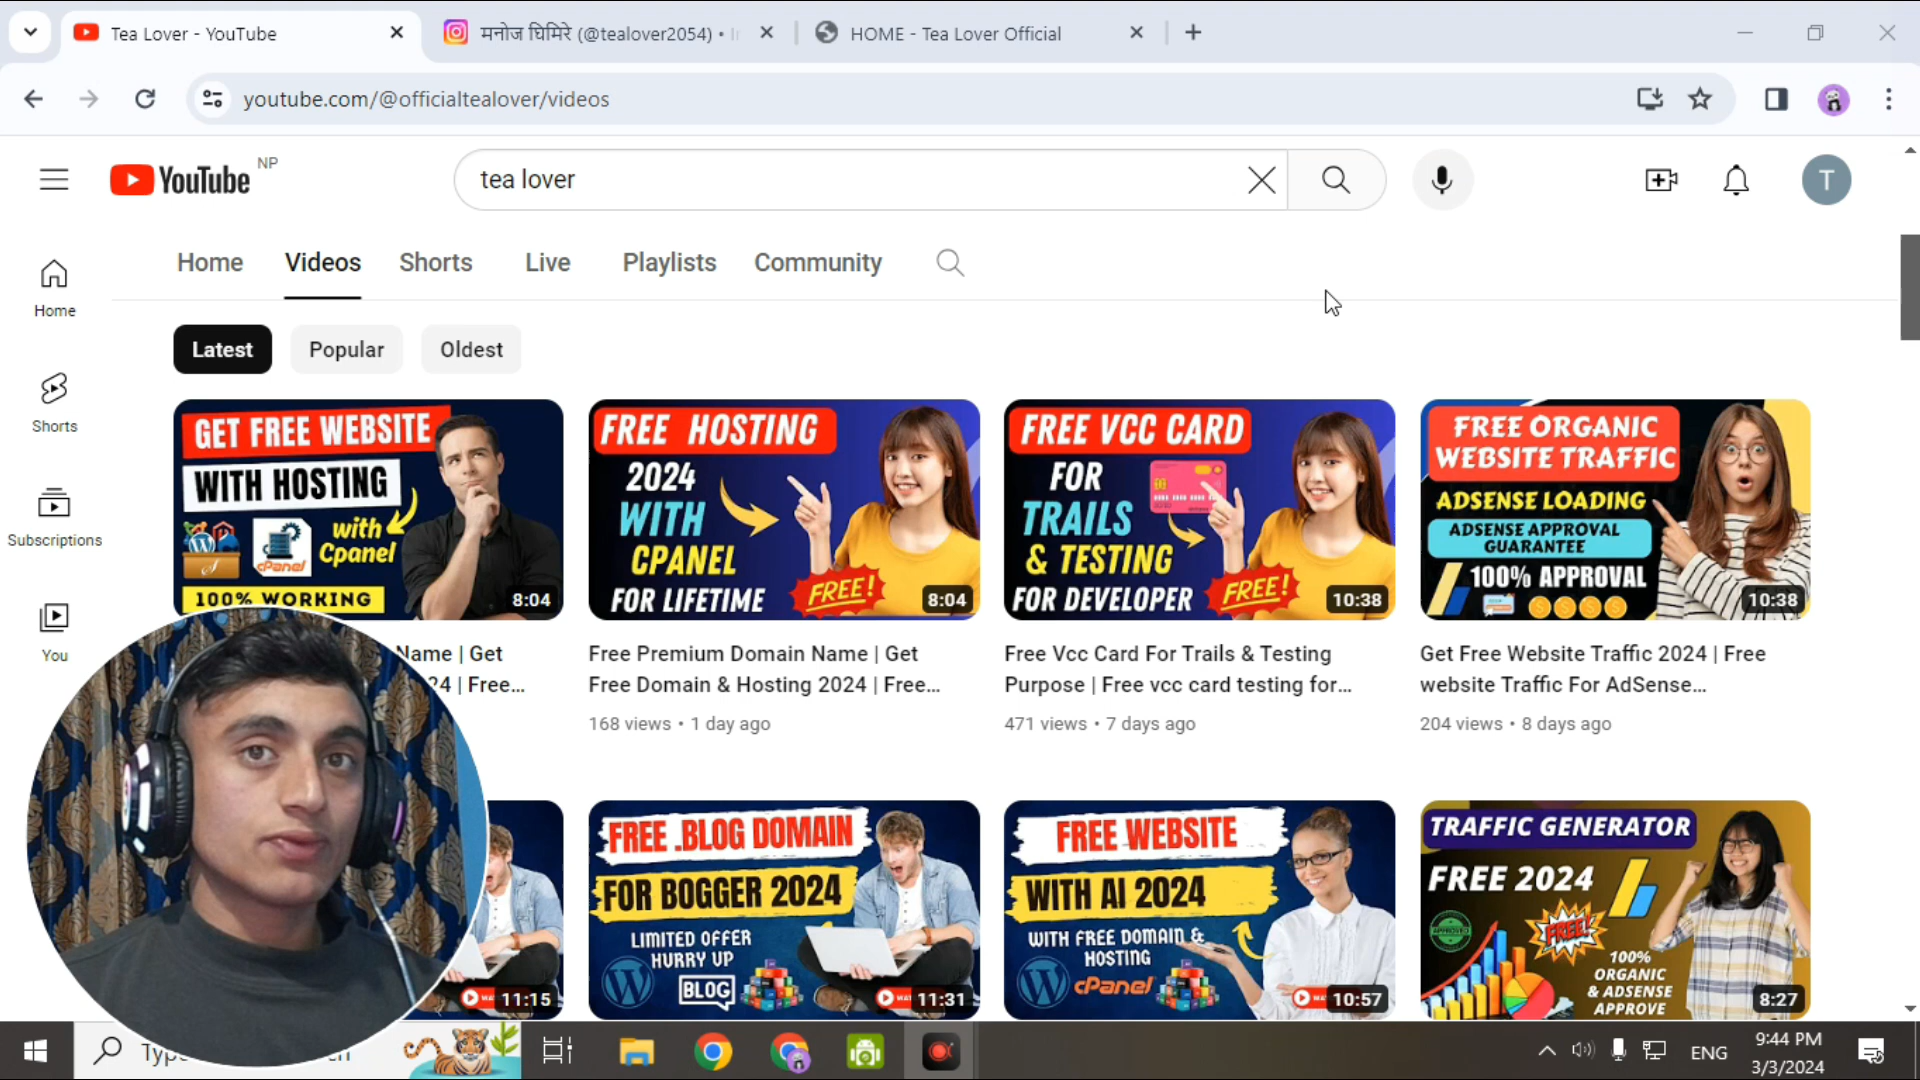 Tea Lover - YouTube
मनोज घिमिरे (@tealover2054) •
HOME - Tea Lover Official
youtube.com/@officialtealover/videos
YouTube NP
tea lover
T
Home
Videos
Shorts
Live
Playlists
Community
Home
Shorts
Subscriptions
You
Latest
Popular
Oldest
GET FREE WEBSITE
WITH HOSTING
with
Cpanel
cPanel
100% WORKING
8:04
FREE HOSTING
2024
WITH
CPANEL
FOR LIFETIME
FREE!
8:04
FREE VCC CARD
FOR
TRAILS
& TESTING
FOR DEVELOPER
FREE!
10:38
FREE ORGANIC
WEBSITE TRAFFIC
ADSENSE LOADING
ADSENSE APPROVAL
GUARANTEE
100% APPROVAL
10:38
Name | Get
24 | Free...
Free Premium Domain Name | Get
Free Domain & Hosting 2024 | Free...
168 views • 1 day ago
Free Vcc Card For Trails & Testing
Purpose | Free vcc card testing for...
471 views • 7 days ago
Get Free Website Traffic 2024 | Free
website Traffic For AdSense...
204 views • 8 days ago
11:15
FREE .BLOG DOMAIN
FOR BOGGER 2024
LIMITED OFFER
HURRY UP
BLOG
11:31
FREE WEBSITE
WITH AI 2024
WITH FREE DOMAIN &
HOSTING
cPanel
10:57
TRAFFIC GENERATOR
FREE 2024
APPROVED
FREE!
100%
ORGANIC
& ADSENSE
APPROVE
8:27
ENG
9:44 PM
3/3/2024